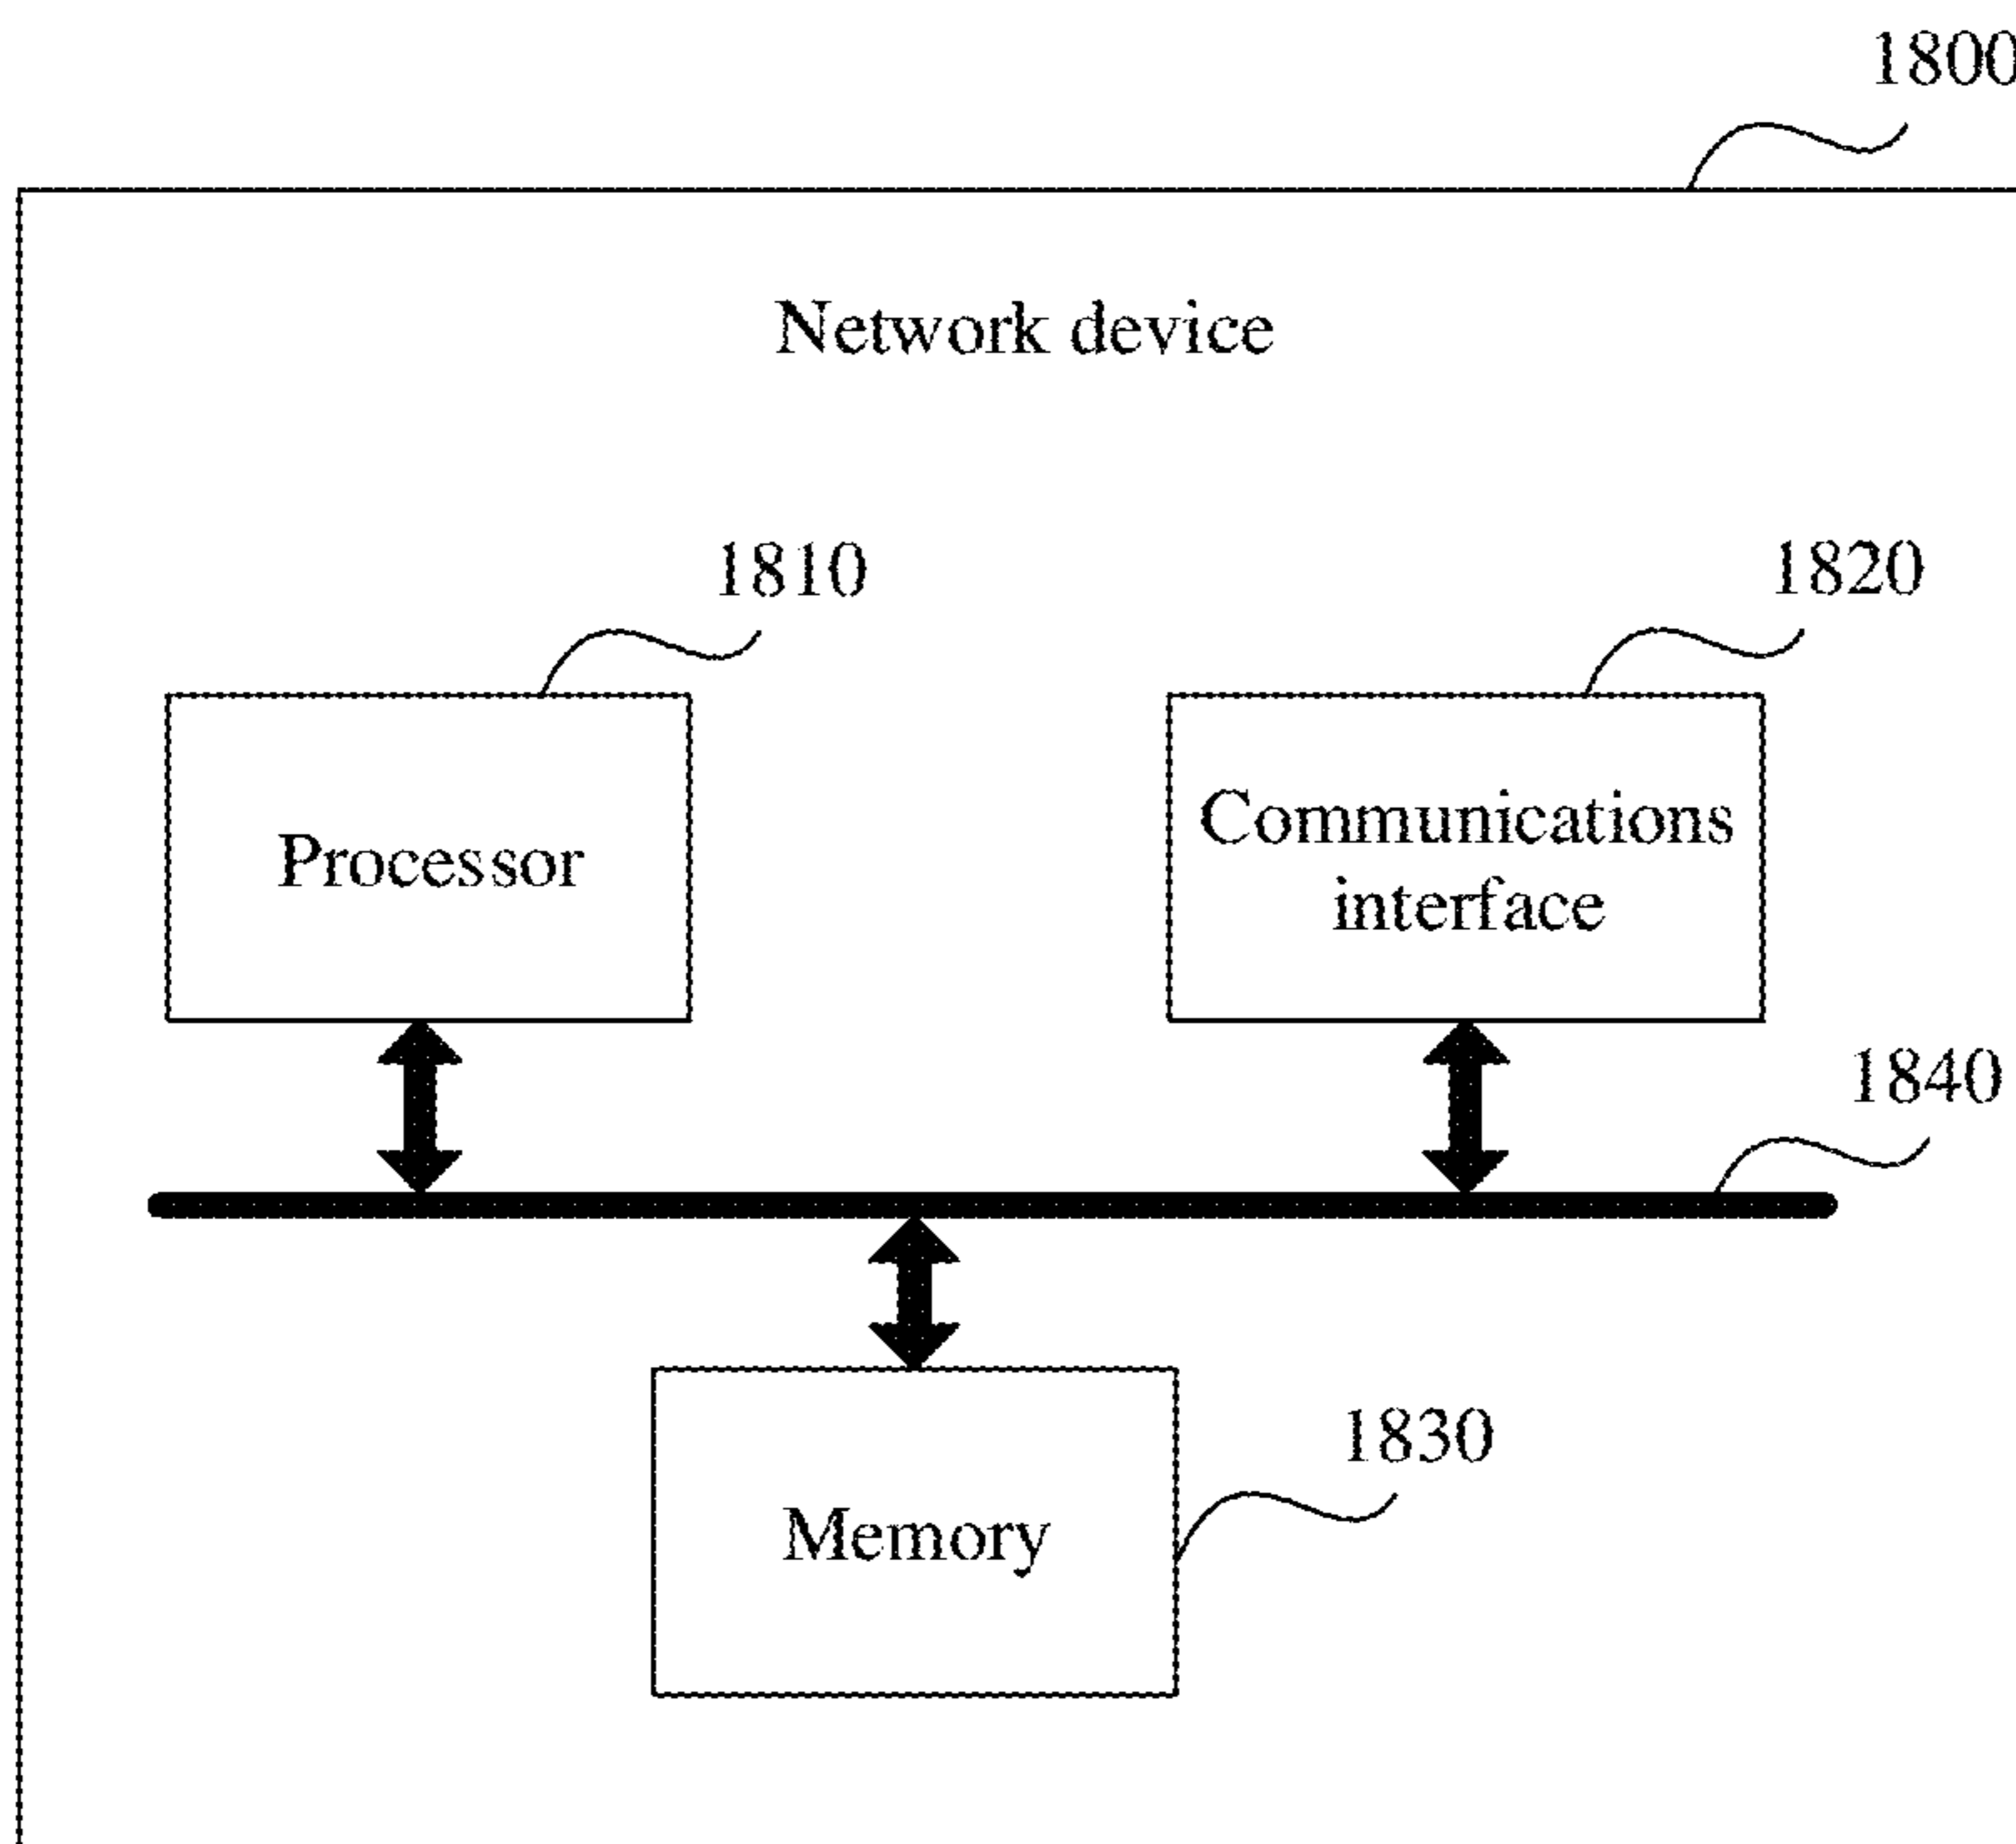 1800
Network device
1810
1820
Processor
Communications
interface
1840
1830
Memory